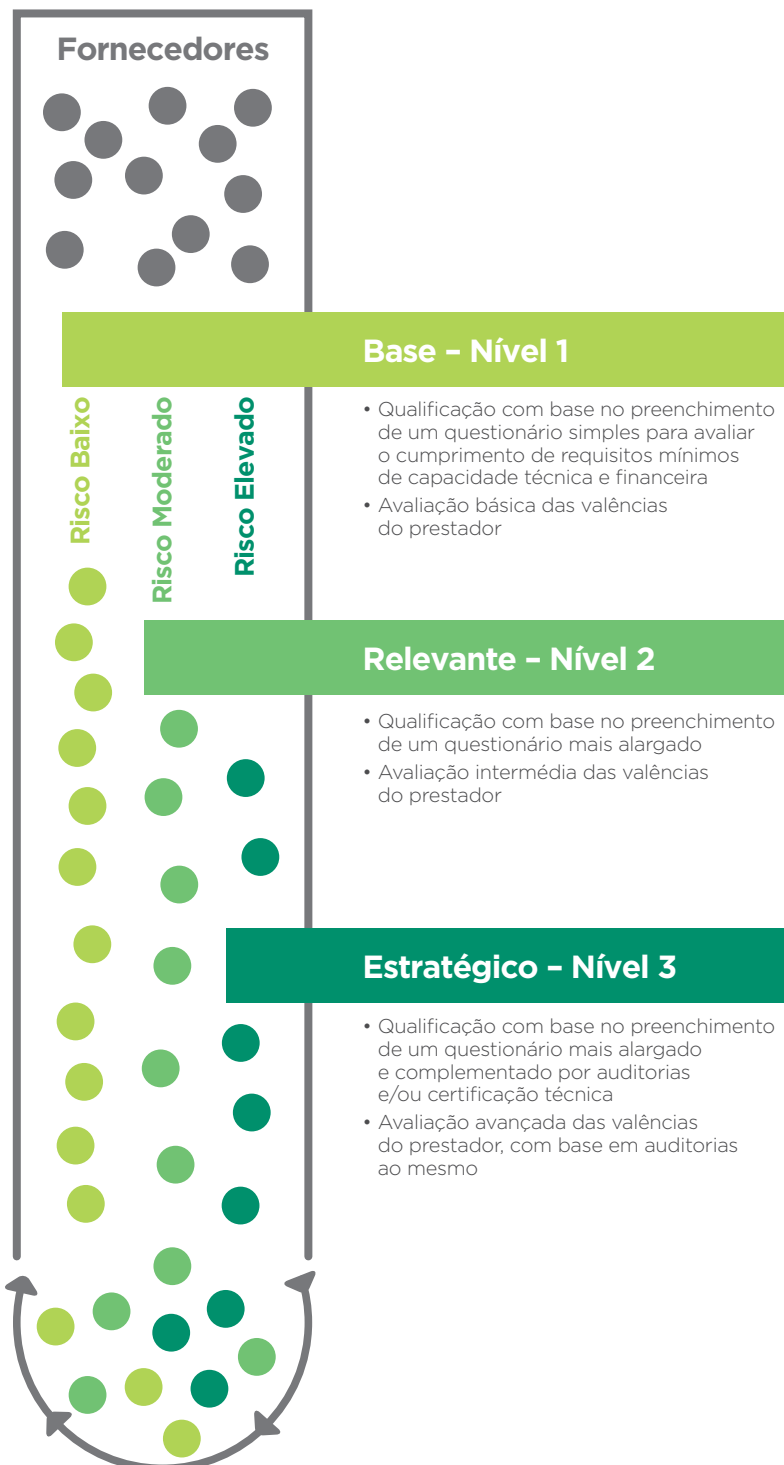 Fornecedores
Base – Nível 1
Risco Baixo
Risco Moderado
Risco Elevado
• Qualificação com base no preenchimento
de um questionário simples para avaliar
o cumprimento de requisitos mínimos
de capacidade técnica e financeira
• Avaliação básica das valências
do prestador
Relevante – Nível 2
• Qualificação com base no preenchimento
de um questionário mais alargado
• Avaliação intermédia das valências
do prestador
Estratégico – Nível 3
• Qualificação com base no preenchimento
de um questionário mais alargado
e complementado por auditorias
e/ou certificação técnica
• Avaliação avançada das valências
do prestador, com base em auditorias
ao mesmo